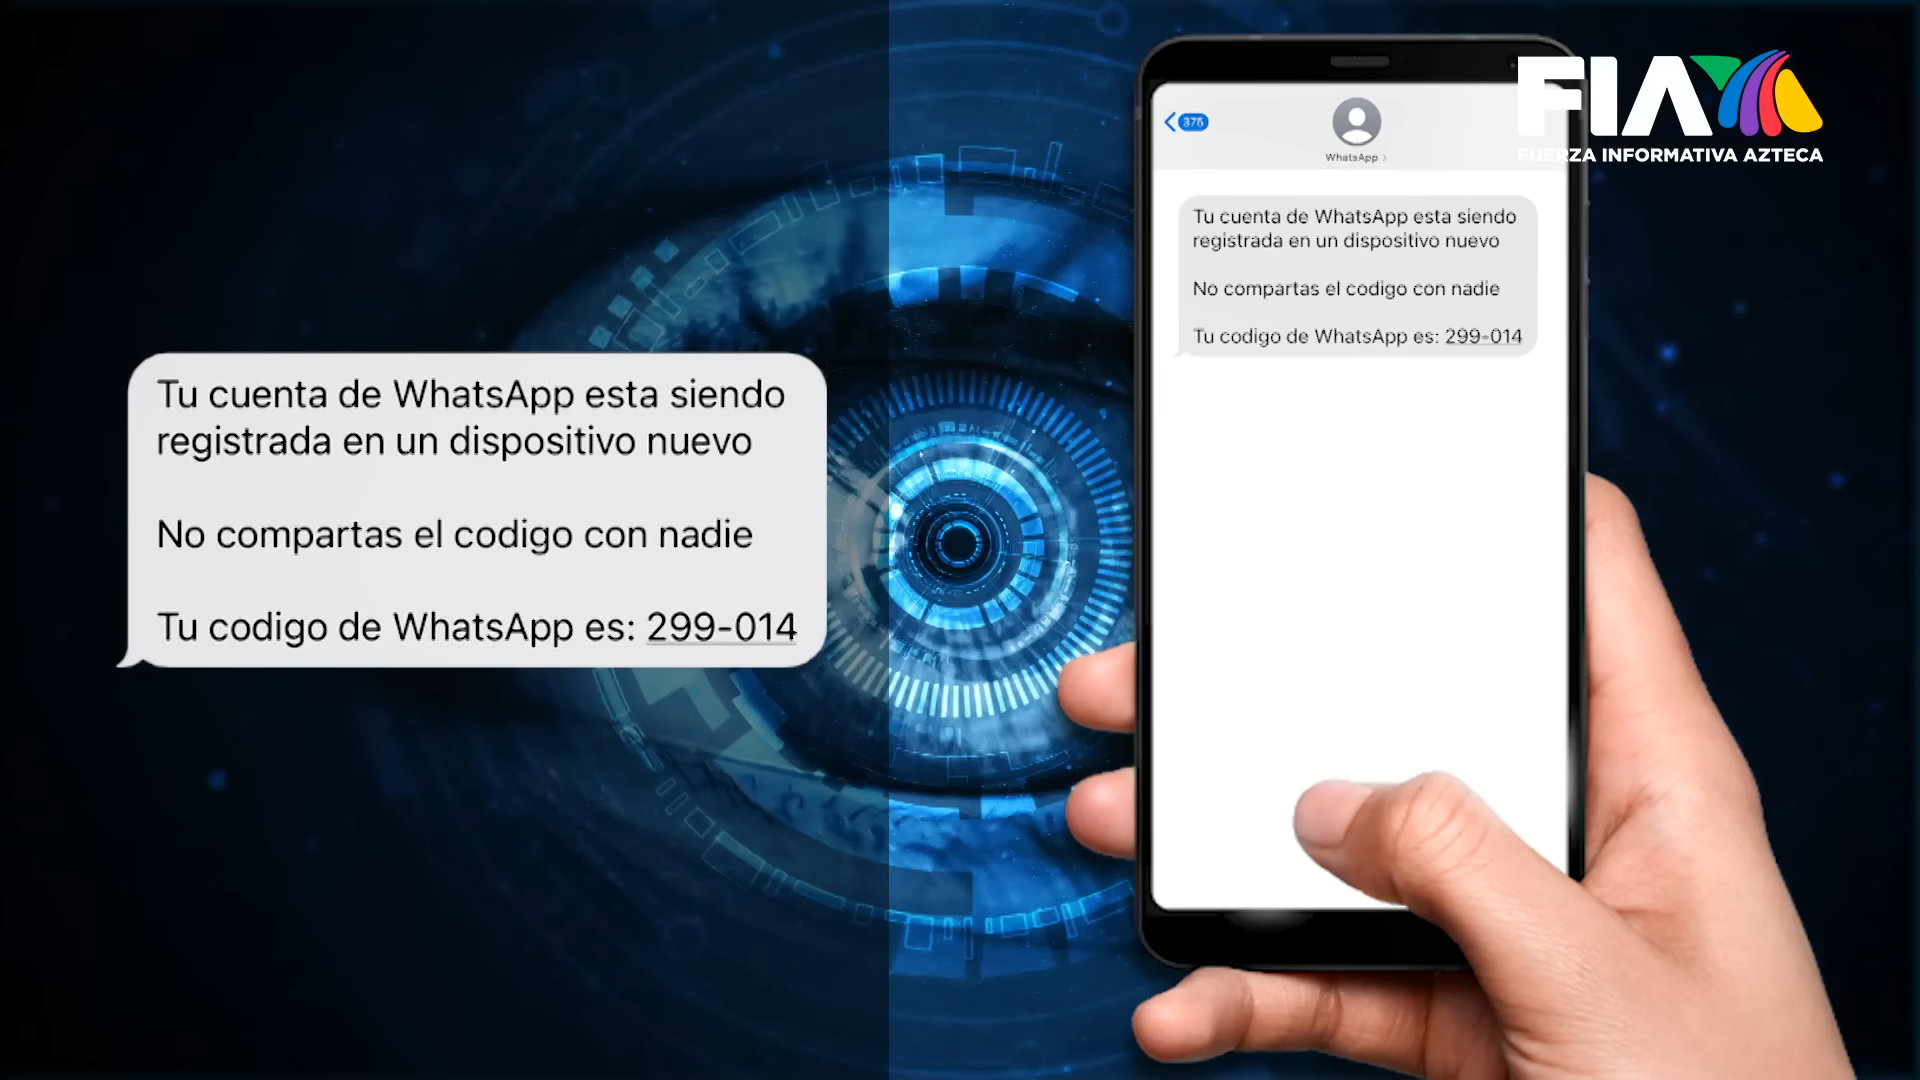 Tu cuenta de WhatsApp esta siendo
registrada en un dispositivo nuevo
No compartas el codigo con nadie
Tu codigo de WhatsApp es: 299-014
376
WhatsApp
Tu cuenta de WhatsApp esta siendo
registrada en un dispositivo nuevo
No compartas el codigo con nadie
Tu codigo de WhatsApp es: 299-014
FIA
FUERZA INFORMATIVA AZTECA